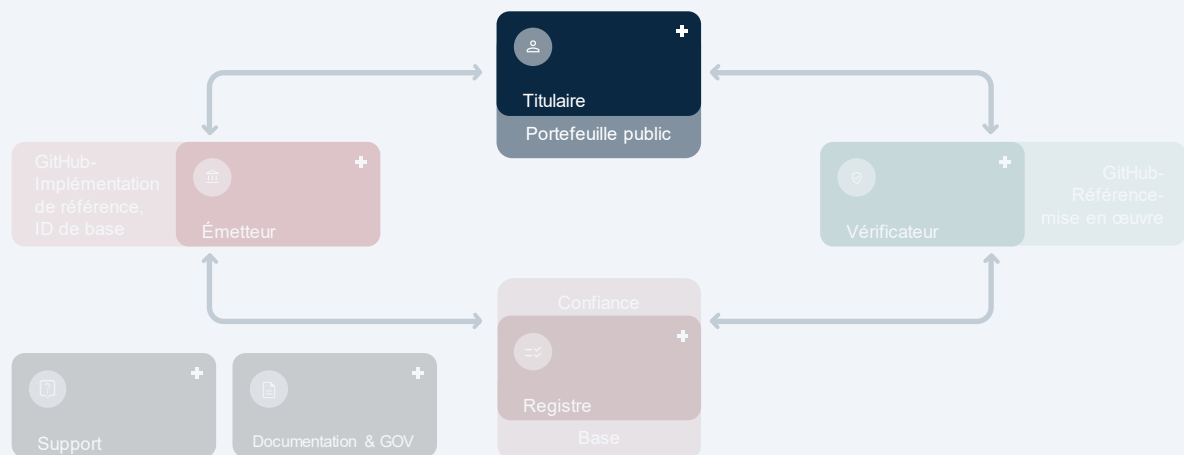 Titulaire
Portefeuille public
GitHub-
Implémentation
de référence,
ID de base
Émetteur
Vérificateur
GitHub-
Référence-
mise en œuvre
Confiance
Registre
Base
Support
Documentation & GOV